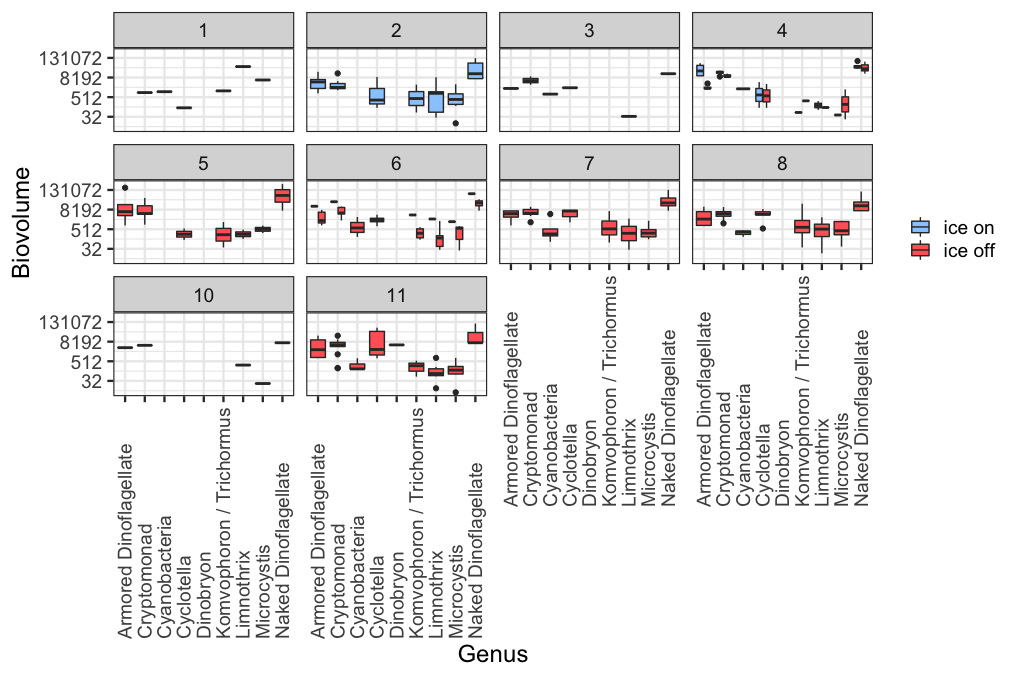 1 2 3 4
131072
8192
512
32
5 6 7 8
131072
8192
512
32
10 11
131072
8192
512
32
Biovolume
Armored Dinoflagellate
Cryptomonad
Cyanobacteria
Cyclotella
Dinobryon
Komvophoron / Trichormus
Limnothrix
Microcystis
Naked Dinoflagellate
Armored Dinoflagellate
Cryptomonad
Cyanobacteria
Cyclotella
Dinobryon
Komvophoron / Trichormus
Limnothrix
Microcystis
Naked Dinoflagellate
Armored Dinoflagellate
Cryptomonad
Cyanobacteria
Cyclotella
Dinobryon
Komvophoron / Trichormus
Limnothrix
Microcystis
Naked Dinoflagellate
Armored Dinoflagellate
Cryptomonad
Cyanobacteria
Cyclotella
Dinobryon
Komvophoron / Trichormus
Limnothrix
Microcystis
Naked Dinoflagellate
Genus
ice on
ice off